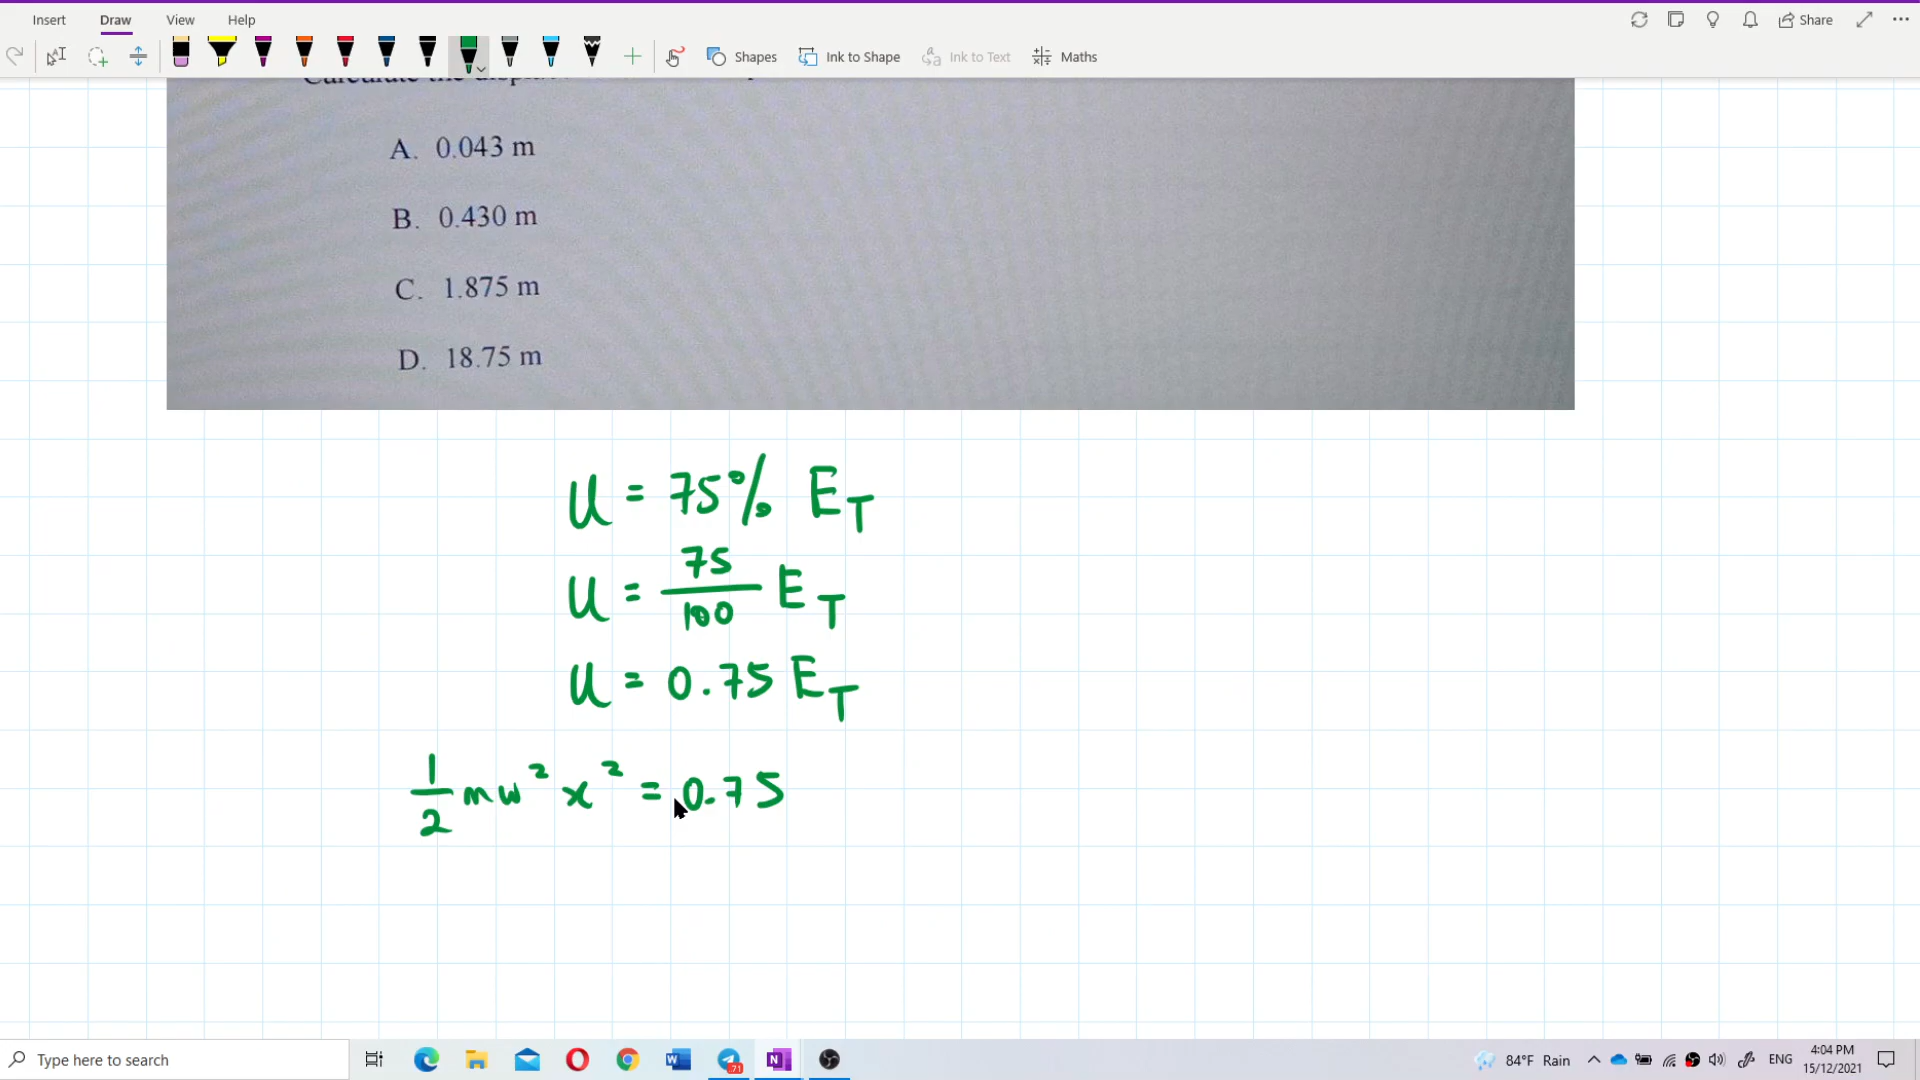 Insert Draw View Help Share
Shapes Ink to Shape Ink to Text Maths
A. 0.043 m
B. 0.430 m
C. 1.875 m
D. 18.75 m
U = 75% E_T
U = 75/100 E_T
U = 0.75 E_T
1/2 mw² x² = 0.75
Type here to search
84°F Rain
ENG
4:04 PM
15/12/2021